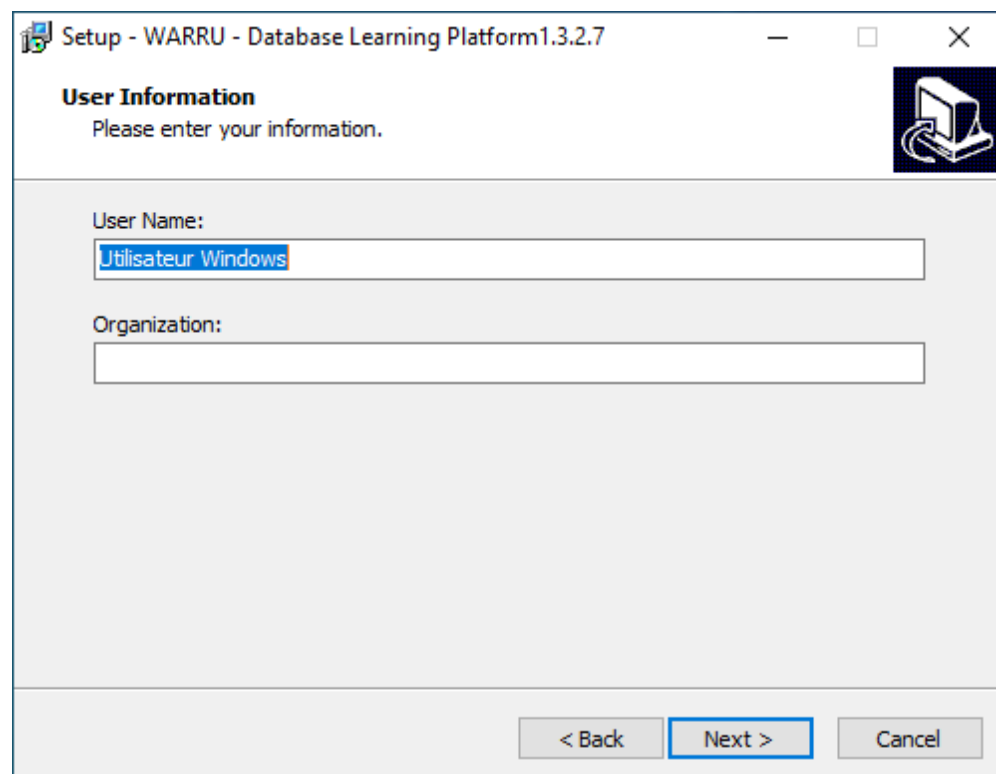 Setup - WARRU - Database Learning Platform1.3.2.7
User Information
Please enter your information.
User Name:
Utilisateur Windows
Organization:
< Back
Next >
Cancel